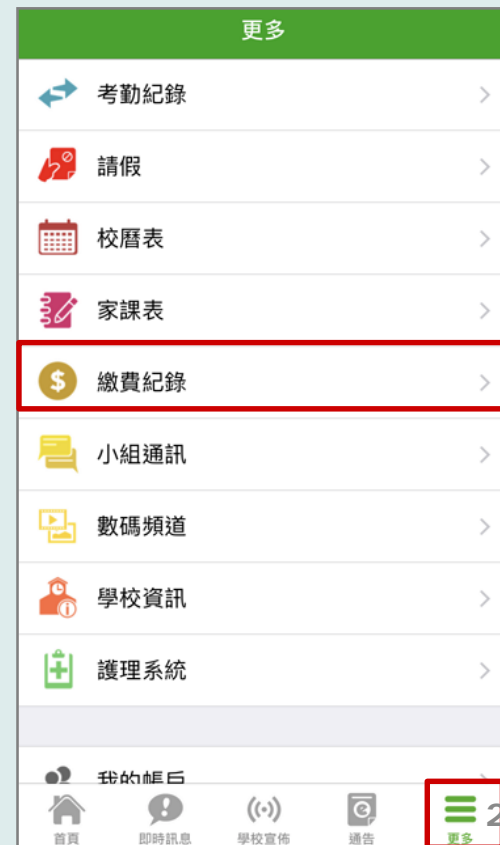 更多
考勤紀錄
請假
校曆表
家課表
$ 繳費紀錄
小組通訊
數碼頻道
學校資訊
護理系統
我的帳戶
2
首頁 即時訊息 學校宣佈 通告 更多